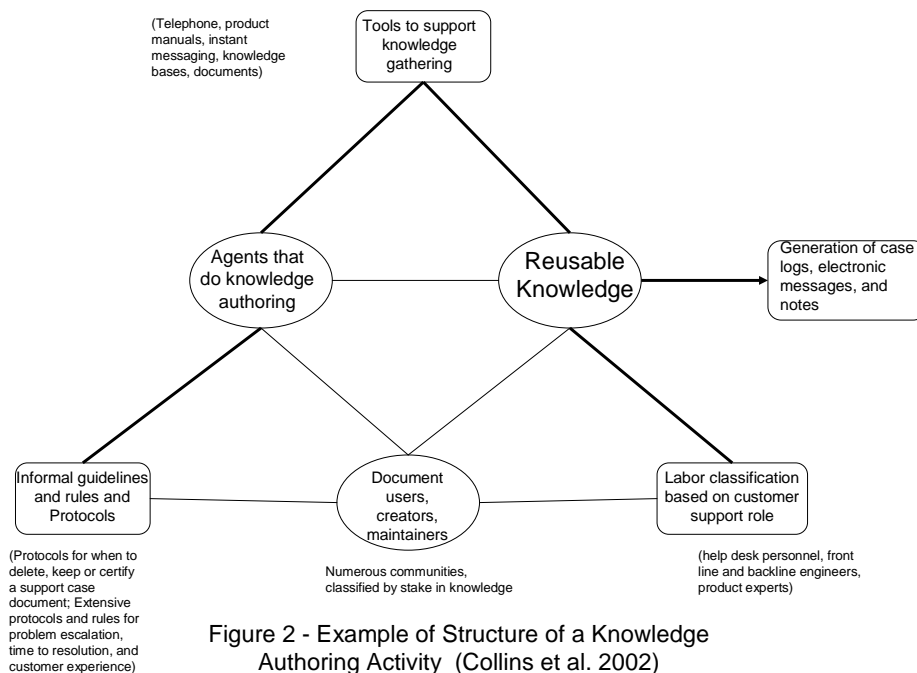 (Telephone, product
manuals, instant
messaging, knowledge
bases, documents)
Tools to support
knowledge
gathering
Agents that
do knowledge
authoring
Reusable
Knowledge
Generation of case
logs, electronic
messages, and
notes
Informal guidelines
and rules and
Protocols
Document
users,
creators,
maintainers
Labor classification
based on customer
support role
(Protocols for when to
delete, keep or certify
a support case
document; Extensive
protocols and rules for
problem escalation,
time to resolution, and
customer experience)
Numerous communities,
classified by stake in knowledge
(help desk personnel, front
line and backline engineers,
product experts)
Figure 2 - Example of Structure of a Knowledge
Authoring Activity (Collins et al. 2002)